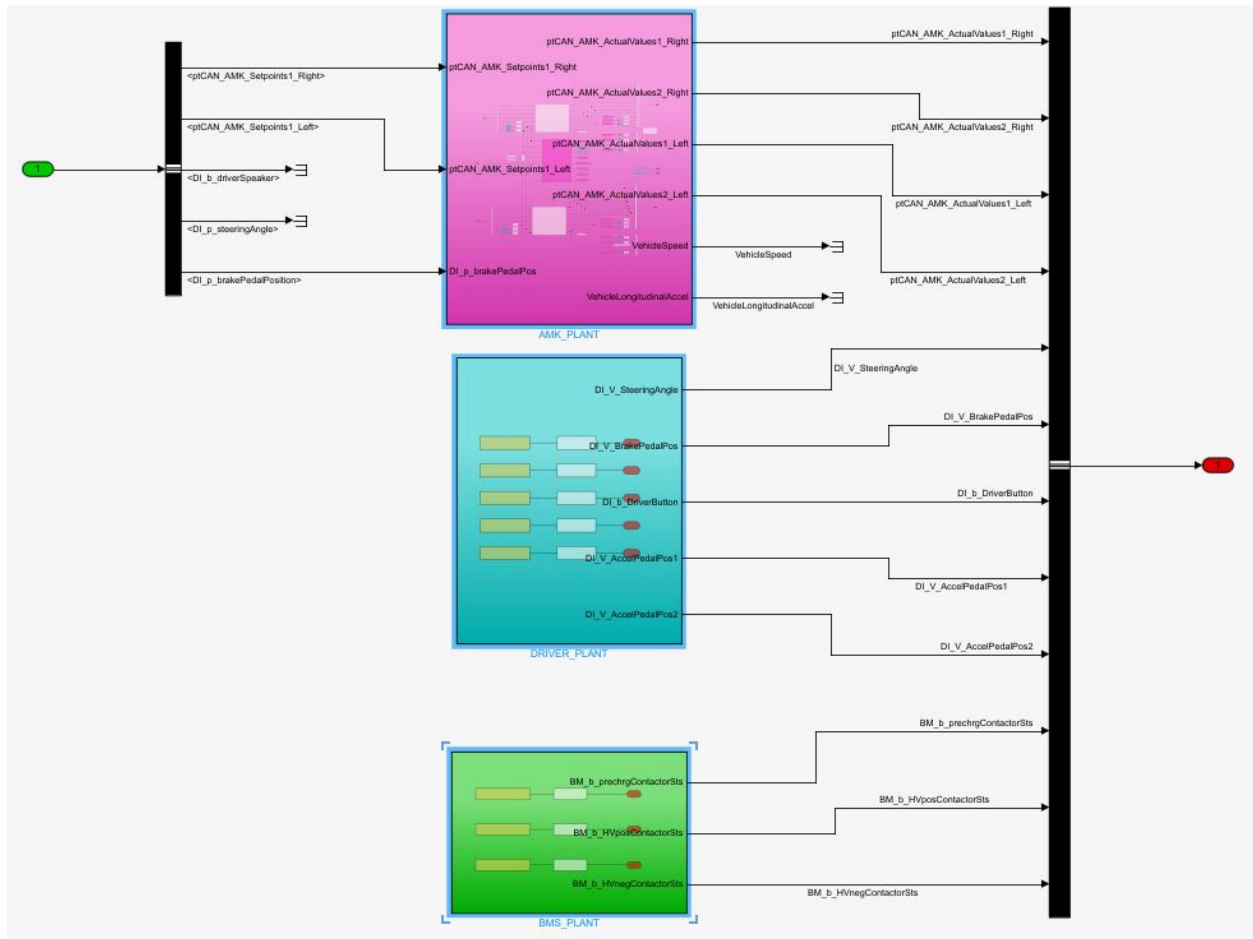 1
<ptCAN_AMK_Setpoints1_Right>
<ptCAN_AMK_Setpoints1_Left>
<DI_b_driverSpeaker>
<DI_p_steeringAngle>
<DI_p_brakePedalPosition>
ptCAN_AMK_Setpoints1_Right
ptCAN_AMK_Setpoints1_Left
DI_p_brakePedalPos
ptCAN_AMK_ActualValues1_Right
ptCAN_AMK_ActualValues2_Right
ptCAN_AMK_ActualValues1_Left
ptCAN_AMK_ActualValues2_Left
VehicleSpeed
VehicleLongitudinalAccel
AMK_PLANT
ptCAN_AMK_ActualValues1_Right
ptCAN_AMK_ActualValues2_Right
ptCAN_AMK_ActualValues1_Left
ptCAN_AMK_ActualValues2_Left
VehicleSpeed
VehicleLongitudinalAccel
DI_V_SteeringAngle
DI_V_BrakePedalPos
DI_b_DriverButton
DI_V_AccelPedalPos1
DI_V_AccelPedalPos2
DRIVER_PLANT
DI_V_SteeringAngle
DI_V_BrakePedalPos
DI_b_DriverButton
DI_V_AccelPedalPos1
DI_V_AccelPedalPos2
BM_b_prechrgContactorSts
BM_b_HVposContactorSts
BM_b_HVnegContactorSts
BMS_PLANT
BM_b_prechrgContactorSts
BM_b_HVposContactorSts
BM_b_HVnegContactorSts
1